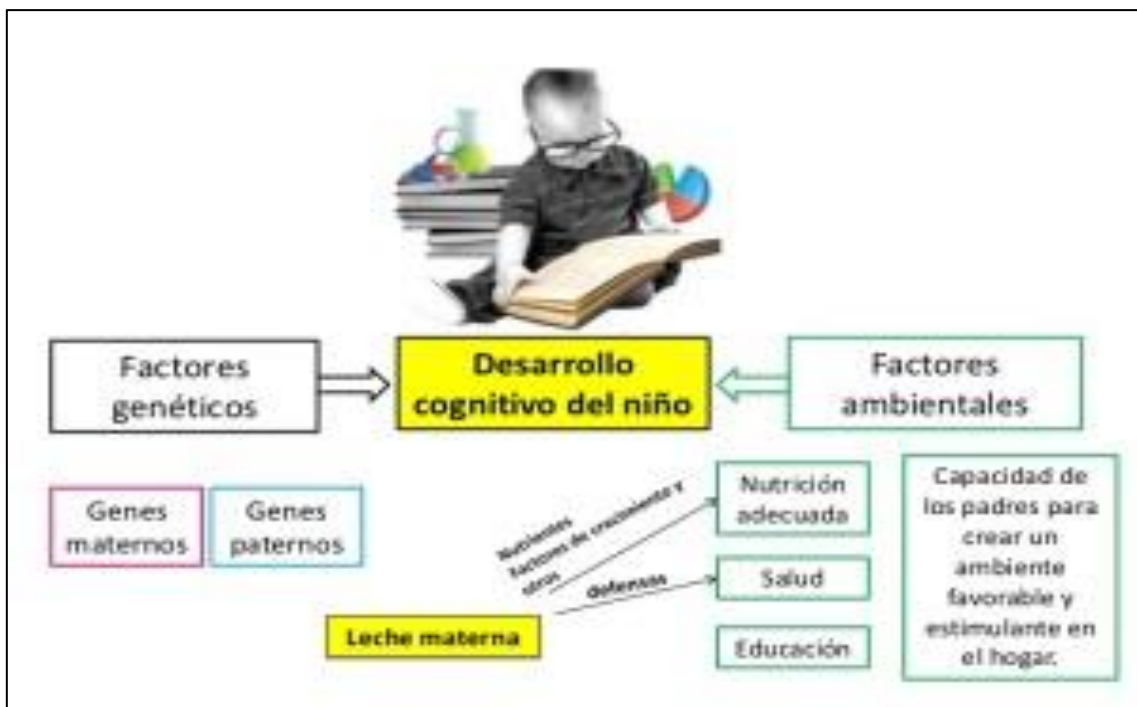 Factores
genéticos
Desarrollo
cognitivo del niño
Factores
ambientales
Genes
maternos
Genes
paternos
Nutrientes
Factores de crecimiento y
otros
defensas
Leche materna
Nutrición
adecuada
Salud
Educación
Capacidad de
los padres para
crear un
ambiente
favorable y
estimulante en
el hogar.